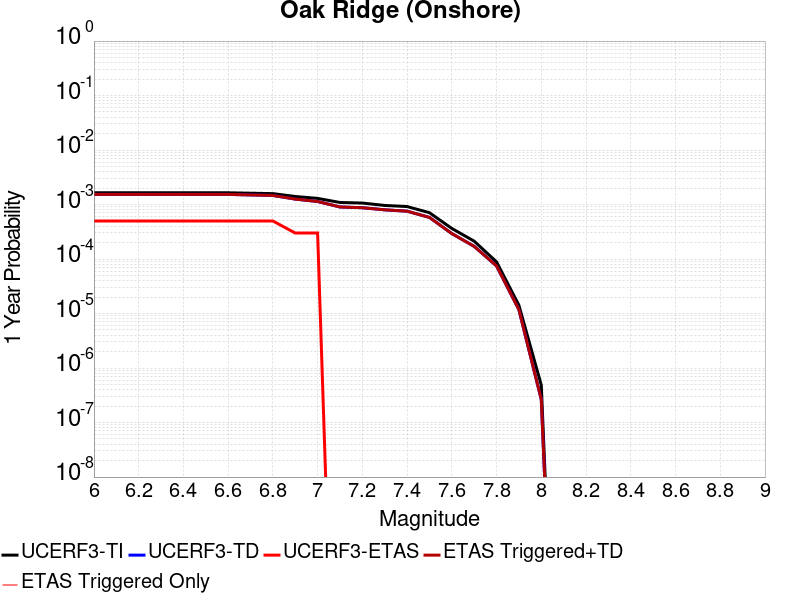 Oak Ridge (Onshore)
10^0
10^-1
10^-2
10^-3
10^-4
10^-5
10^-6
10^-7
10^-8
1 Year Probability
6 6.2 6.4 6.6 6.8 7 7.2 7.4 7.6 7.8 8 8.2 8.4 8.6 8.8 9
Magnitude
UCERF3-TI UCERF3-TD UCERF3-ETAS ETAS Triggered+TD
ETAS Triggered Only